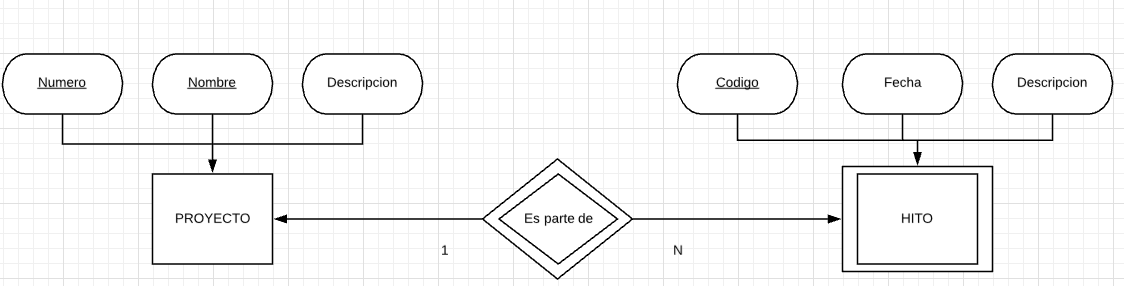 Numero
Nombre
Descripcion
Codigo
Fecha
Descripcion
PROYECTO
Es parte de
HITO
1
N